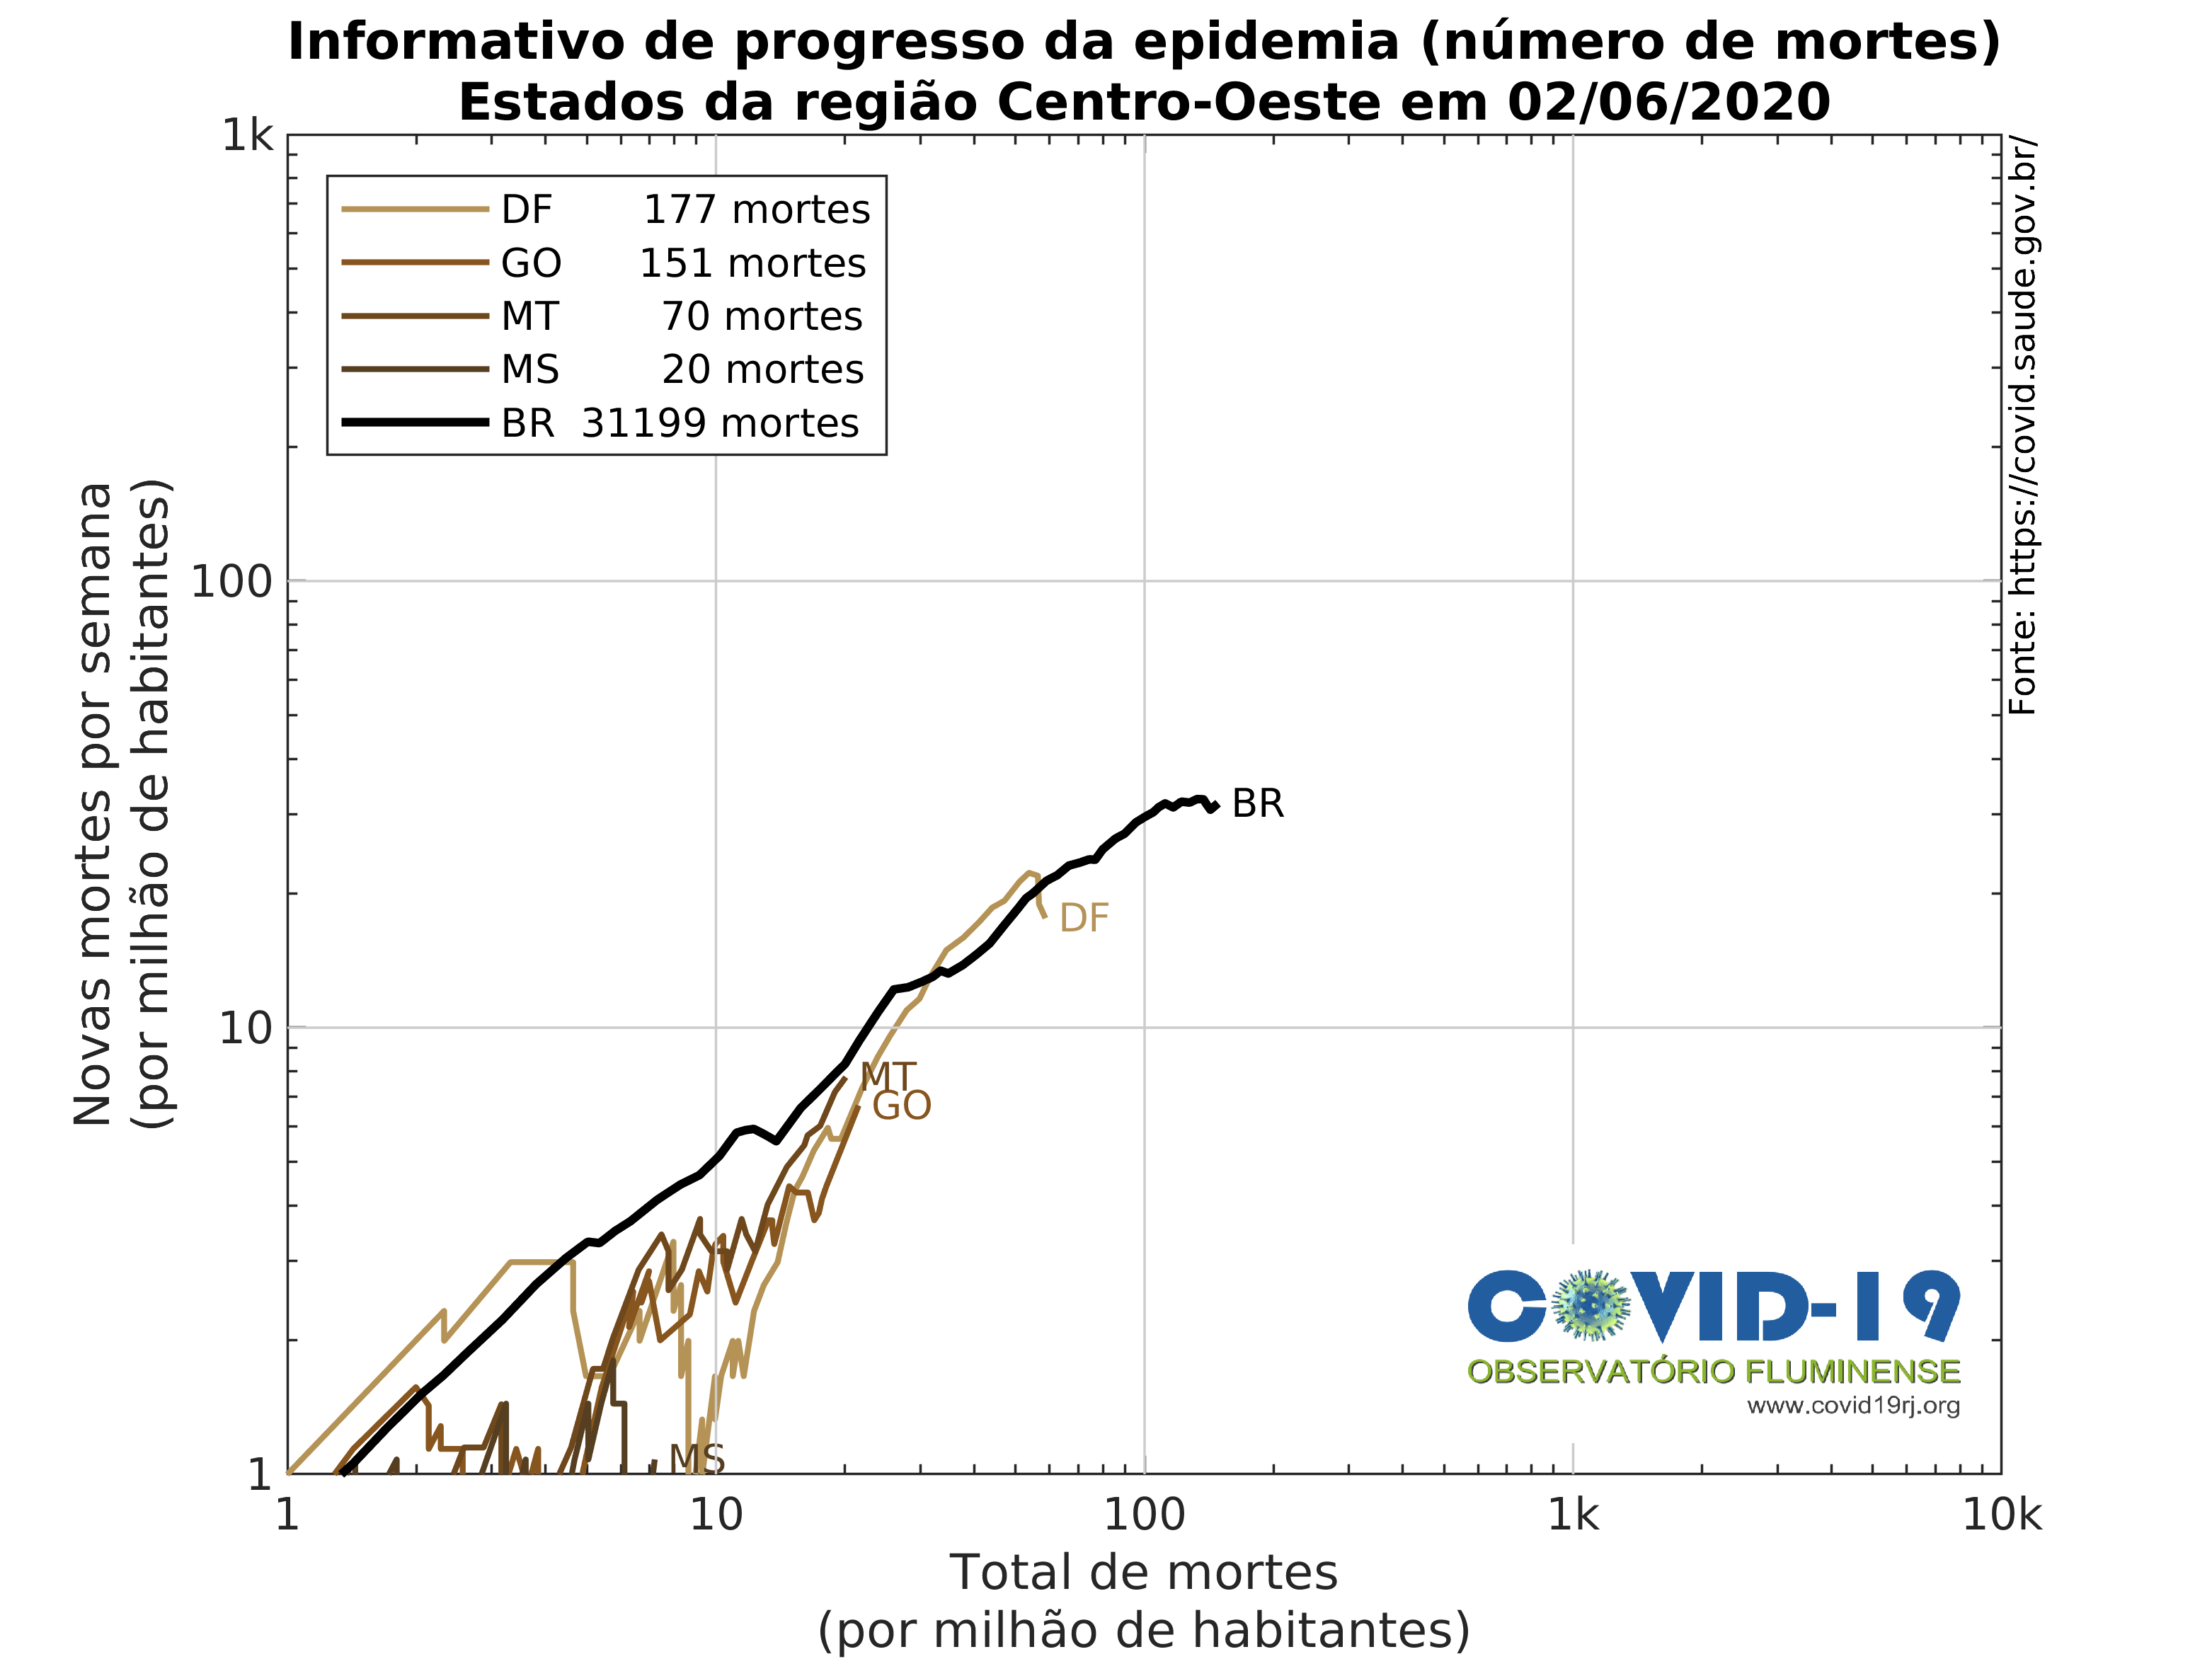 Informativo de progresso da epidemia (número de mortes)
Estados da região Centro-Oeste em 02/06/2020
1k
100
10
1
Novas mortes por semana
(por milhão de habitantes)
DF 177 mortes
GO 151 mortes
MT 70 mortes
MS 20 mortes
BR 31199 mortes
BR
DF
MT
GO
MS
Fonte: https://covid.saude.gov.br/
COVID-19
OBSERVATÓRIO FLUMINENSE
www.covid19rj.org
1 10 100 1k 10k
Total de mortes
(por milhão de habitantes)